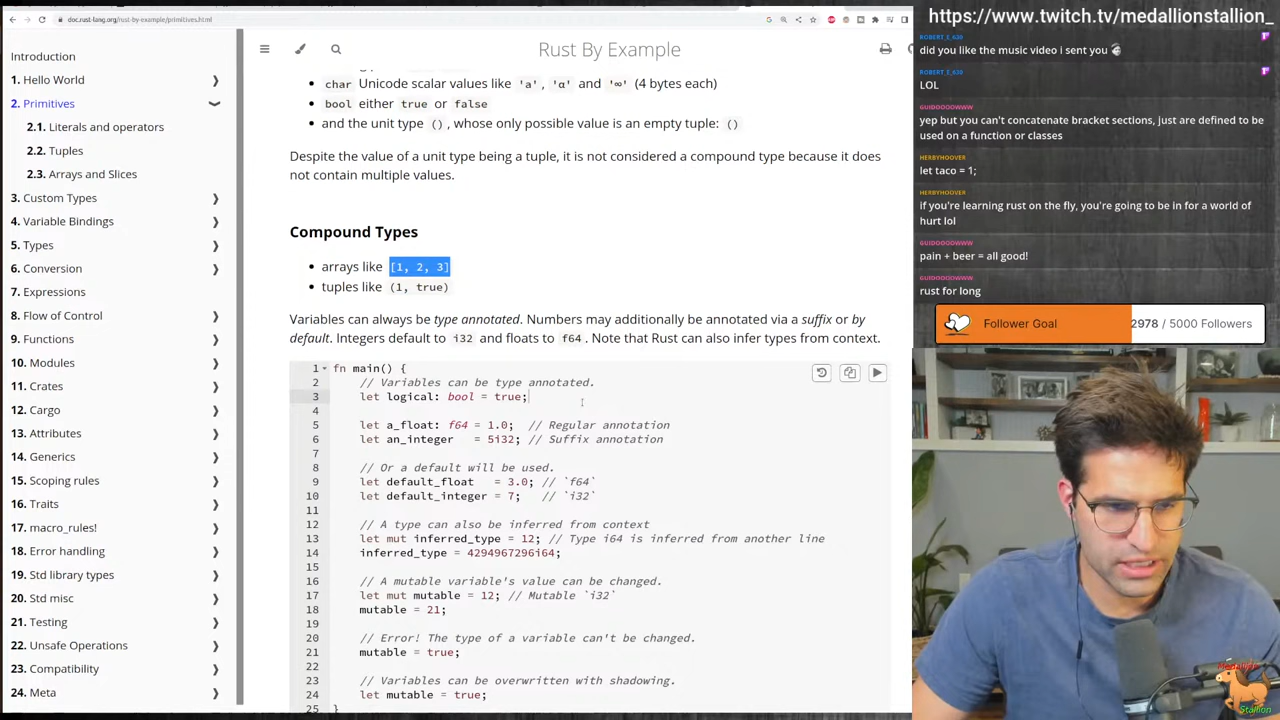 doc.rust-lang.org/rust-by-example/primitives.html
https://www.twitch.tv/medallionstallion_
Introduction
1. Hello World
2. Primitives
2.1. Literals and operators
2.2. Tuples
2.3. Arrays and Slices
3. Custom Types
4. Variable Bindings
5. Types
6. Conversion
7. Expressions
8. Flow of Control
9. Functions
10. Modules
11. Crates
12. Cargo
13. Attributes
14. Generics
15. Scoping rules
16. Traits
17. macro_rules!
18. Error handling
19. Std library types
20. Std misc
21. Testing
22. Unsafe Operations
23. Compatibility
24. Meta
Rust By Example
char Unicode scalar values like 'a', 'α' and '∞' (4 bytes each)
bool either true or false
and the unit type (), whose only possible value is an empty tuple: ()
Despite the value of a unit type being a tuple, it is not considered a compound type because it
does not contain multiple values.
Compound Types
arrays like [1, 2, 3]
tuples like (1, true)
Variables can always be type annotated. Numbers may additionally be annotated via a suffix or by
default. Integers default to i32 and floats to f64. Note that Rust can also infer types from context.
1 fn main() {
2 // Variables can be type annotated.
3 let logical: bool = true;
4
5 let a_float: f64 = 1.0; // Regular annotation
6 let an_integer = 5i32; // Suffix annotation
7
8 // Or a default will be used.
9 let default_float = 3.0; // `f64`
10 let default_integer = 7; // `i32`
11
12 // A type can also be inferred from context
13 let mut inferred_type = 12; // Type i64 is inferred from another line
14 inferred_type = 4294967296i64;
15
16 // A mutable variable's value can be changed.
17 let mut mutable = 12; // Mutable `i32`
18 mutable = 21;
19
20 // Error! The type of a variable can't be changed.
21 mutable = true;
22
23 // Variables can be overwritten with shadowing.
24 let mutable = true;
25 }
ROBERT_E_620
did you like the music video i sent you
ROBERT_E_620
LOL
GUIDOOOOWWW
yep but you can't concatenate bracket sections, just are defined to
be used on a function or classes
HERBYHOOVER
let taco = 1;
HERBYHOOVER
if you're learning rust on the fly, you're going to be in for a world of
hurt lol
GUIDOOOOWWW
pain + beer = all good!
GUIDOOOOWWW
rust for long
Follower Goal
2978 / 5000 Followers
Medallion
Stallion